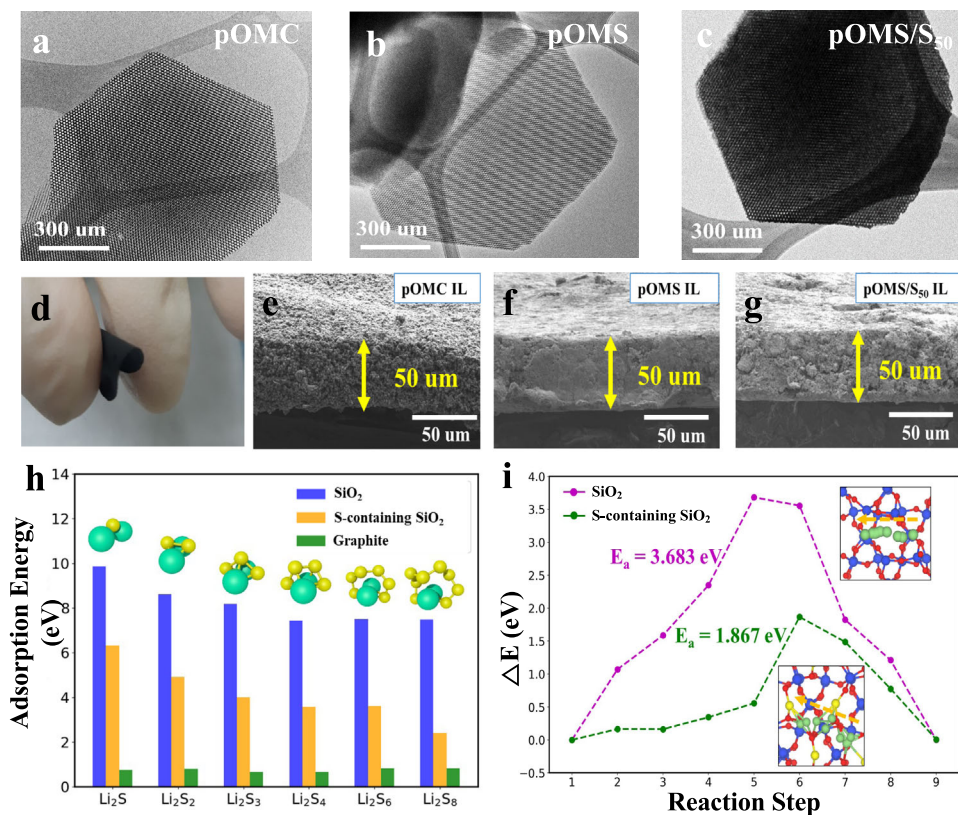 a
pOMC
300 um
b
pOMS
300 um
c
pOMS/S₅₀
300 um
d
e
pOMC IL
50 um
50 um
f
pOMS IL
50 um
50 um
g
pOMS/S₅₀ IL
50 um
50 um
h
Adsorption Energy
(eV)
14
12
10
8
6
4
2
0
SiO₂
S-containing SiO₂
Graphite
Li₂S
Li₂S₂
Li₂S₃
Li₂S₄
Li₂S₆
Li₂S₈
i
ΔE (eV)
4.0
3.5
3.0
2.5
2.0
1.5
1.0
0.5
0.0
−0.5
SiO₂
S-containing SiO₂
Eₐ = 3.683 eV
Eₐ = 1.867 eV
1
2
3
4
5
6
7
8
9
Reaction Step